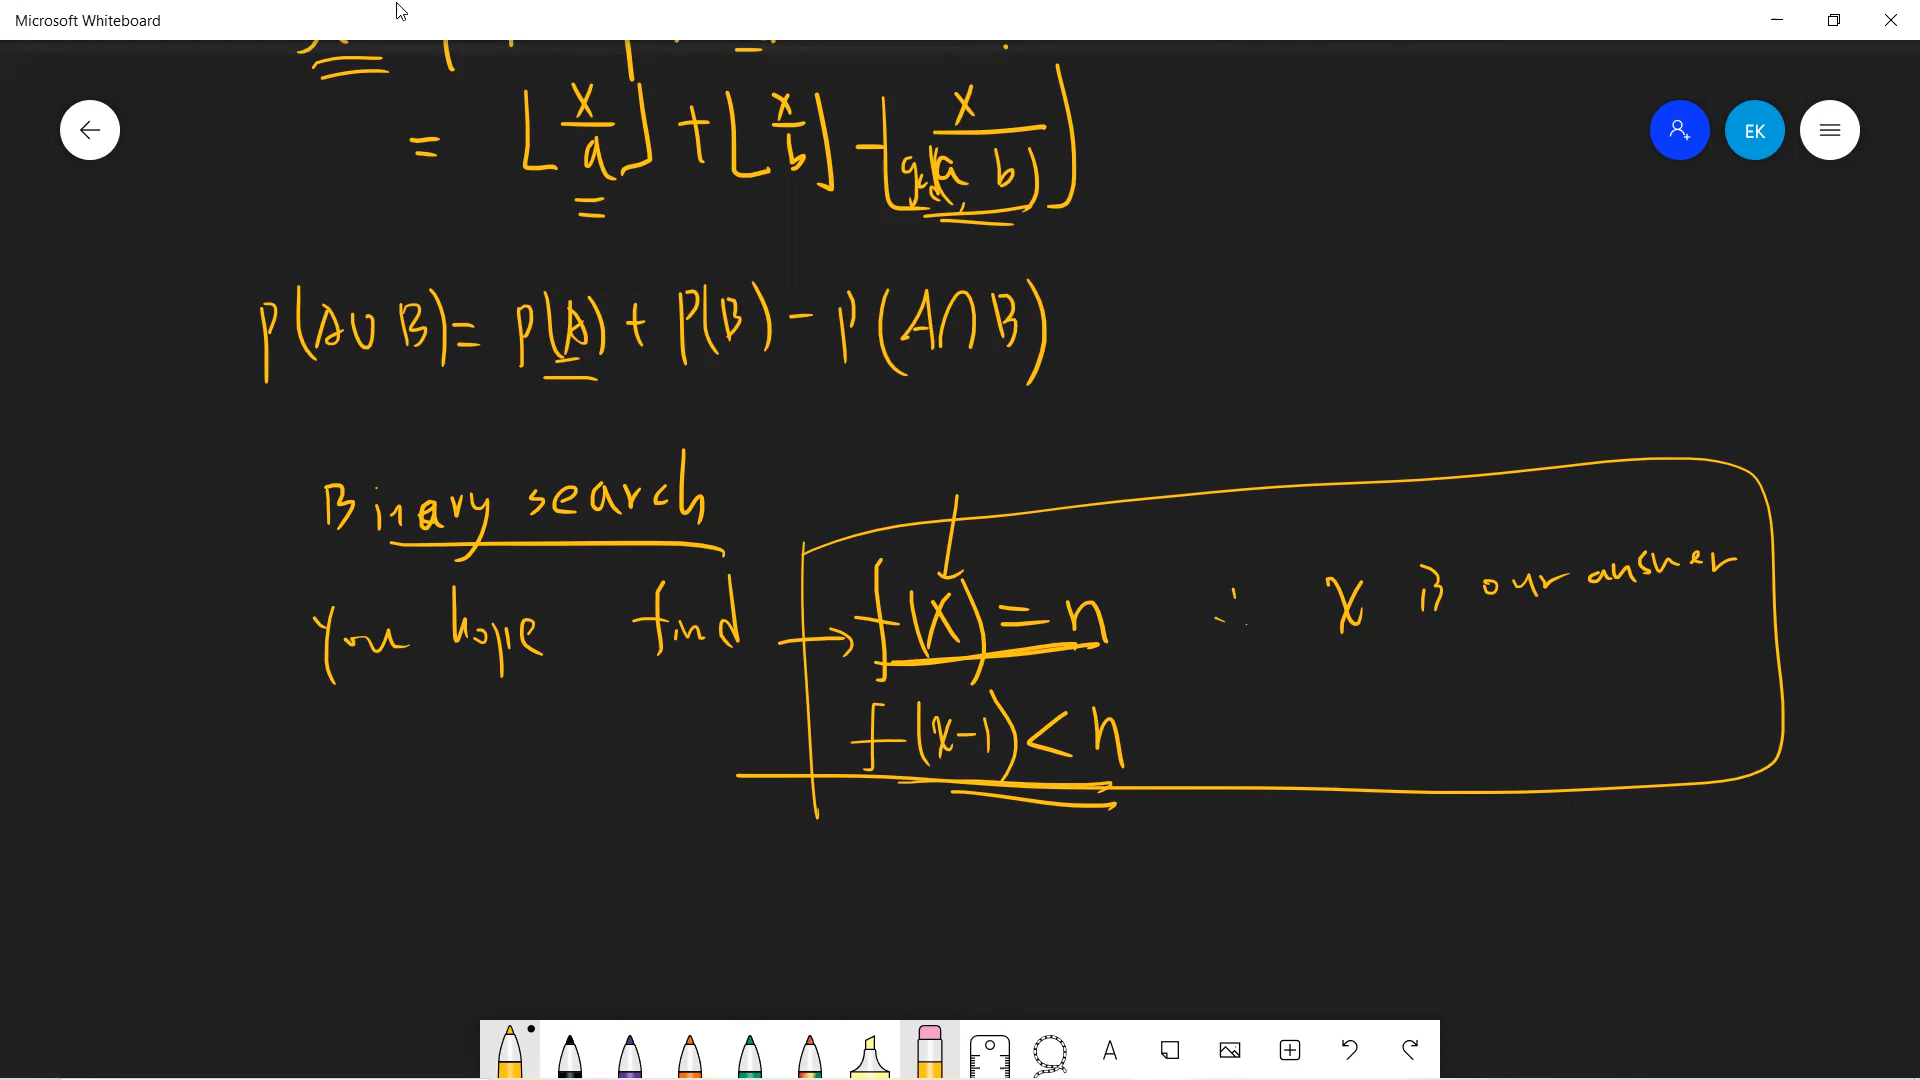 Microsoft Whiteboard
EK
= ⌊x/a⌋ + ⌊x/b⌋ - ⌊x/gcd(a, b)⌋
P(A∪B) = P(A) + P(B) - P(A∩B)
Binary search
You hope find → f(x) = n ∴ x is our answer
f(x-1) < n
A